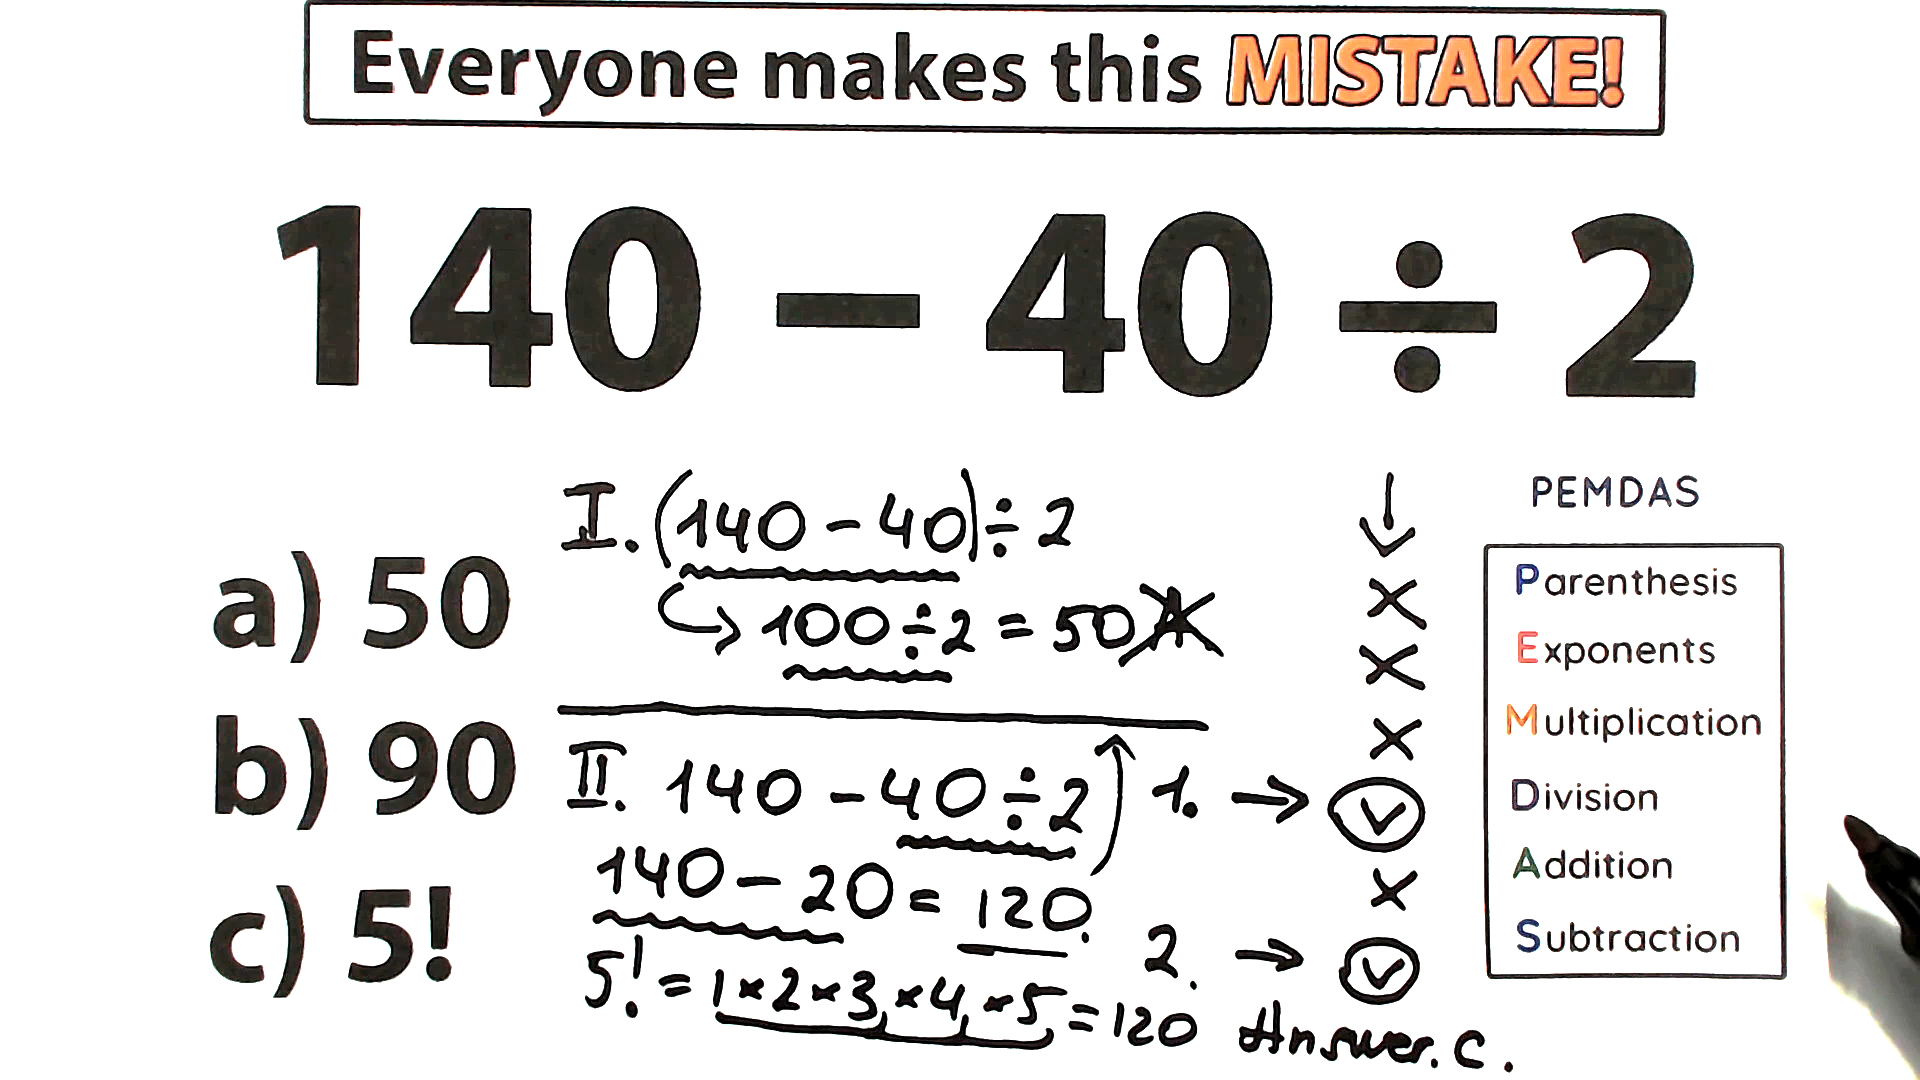 Everyone makes this MISTAKE!
140 − 40 ÷ 2
a) 50
b) 90
c) 5!
I. (140 − 40) ÷ 2
100 ÷ 2 = 50
II. 140 − 40 ÷ 2
1.
140 − 20 = 120.
2.
5! = 1 × 2 × 3 × 4 × 5 = 120
Answer. C.
PEMDAS
Parenthesis
Exponents
Multiplication
Division
Addition
Subtraction